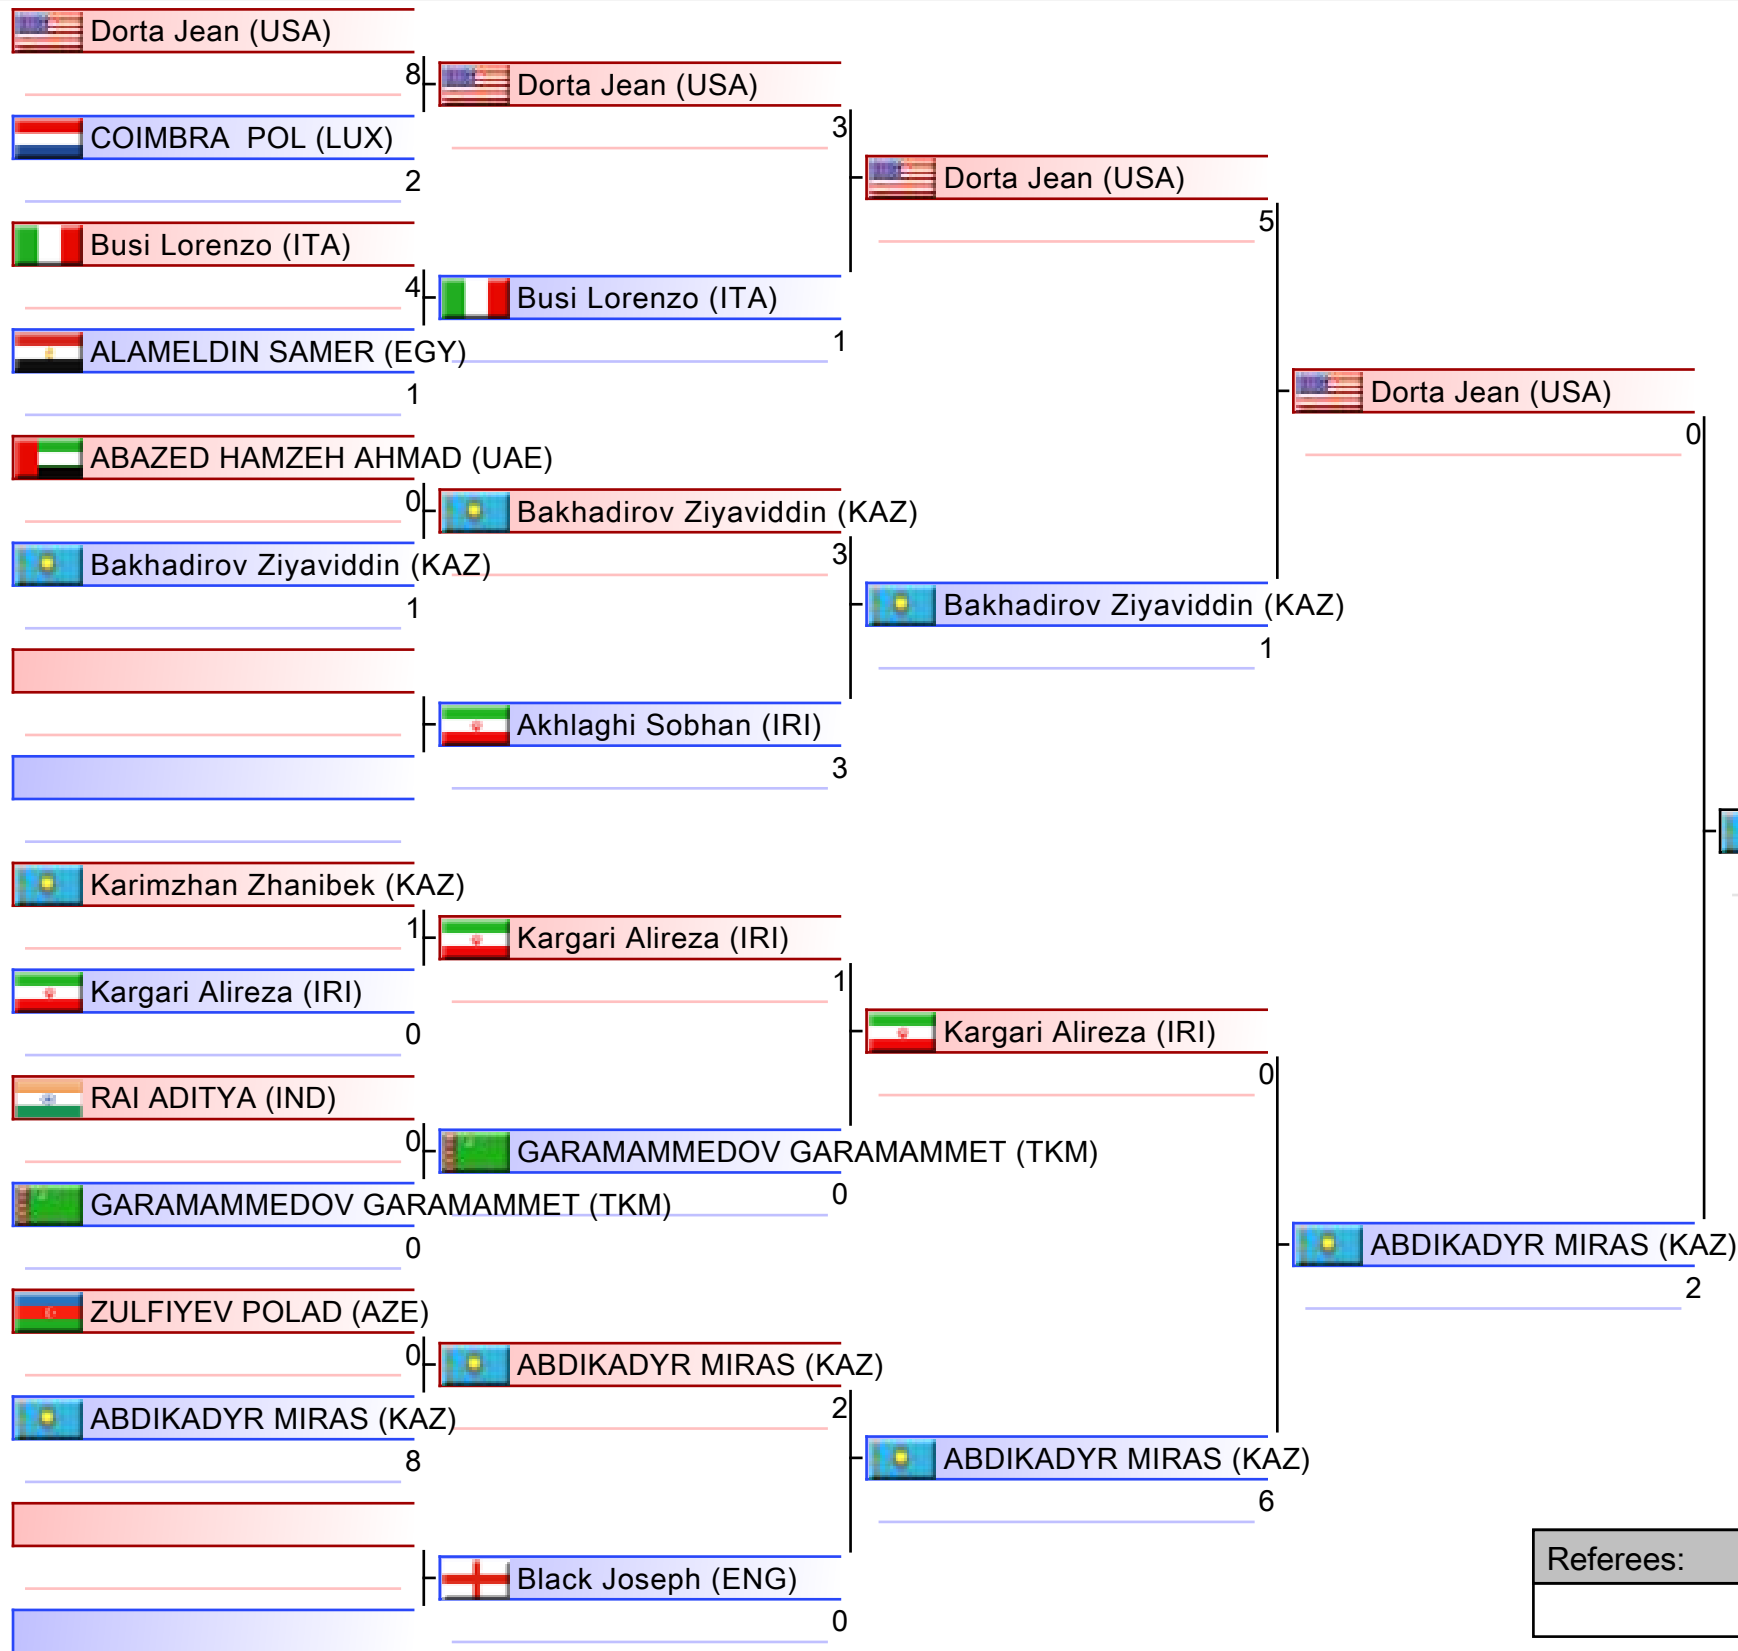 Dorta Jean (USA)
8
COIMBRA  POL (LUX)
2
Busi Lorenzo (ITA)
4
ALAMELDIN SAMER (EGY)
1
ABAZED HAMZEH AHMAD (UAE)
0
Bakhadirov Ziyaviddin (KAZ)
1
Karimzhan Zhanibek (KAZ)
1
Kargari Alireza (IRI)
0
RAI ADITYA (IND)
0
GARAMAMMEDOV GARAMAMMET (TKM)
0
ZULFIYEV POLAD (AZE)
0
ABDIKADYR MIRAS (KAZ)
8
Dorta Jean (USA)
3
Busi Lorenzo (ITA)
1
Bakhadirov Ziyaviddin (KAZ)
3
Akhlaghi Sobhan (IRI)
3
Kargari Alireza (IRI)
1
GARAMAMMEDOV GARAMAMMET (TKM)
0
ABDIKADYR MIRAS (KAZ)
2
Black Joseph (ENG)
0
Dorta Jean (USA)
5
Bakhadirov Ziyaviddin (KAZ)
1
Kargari Alireza (IRI)
0
ABDIKADYR MIRAS (KAZ)
6
Dorta Jean (USA)
0
ABDIKADYR MIRAS (KAZ)
2
Referees: